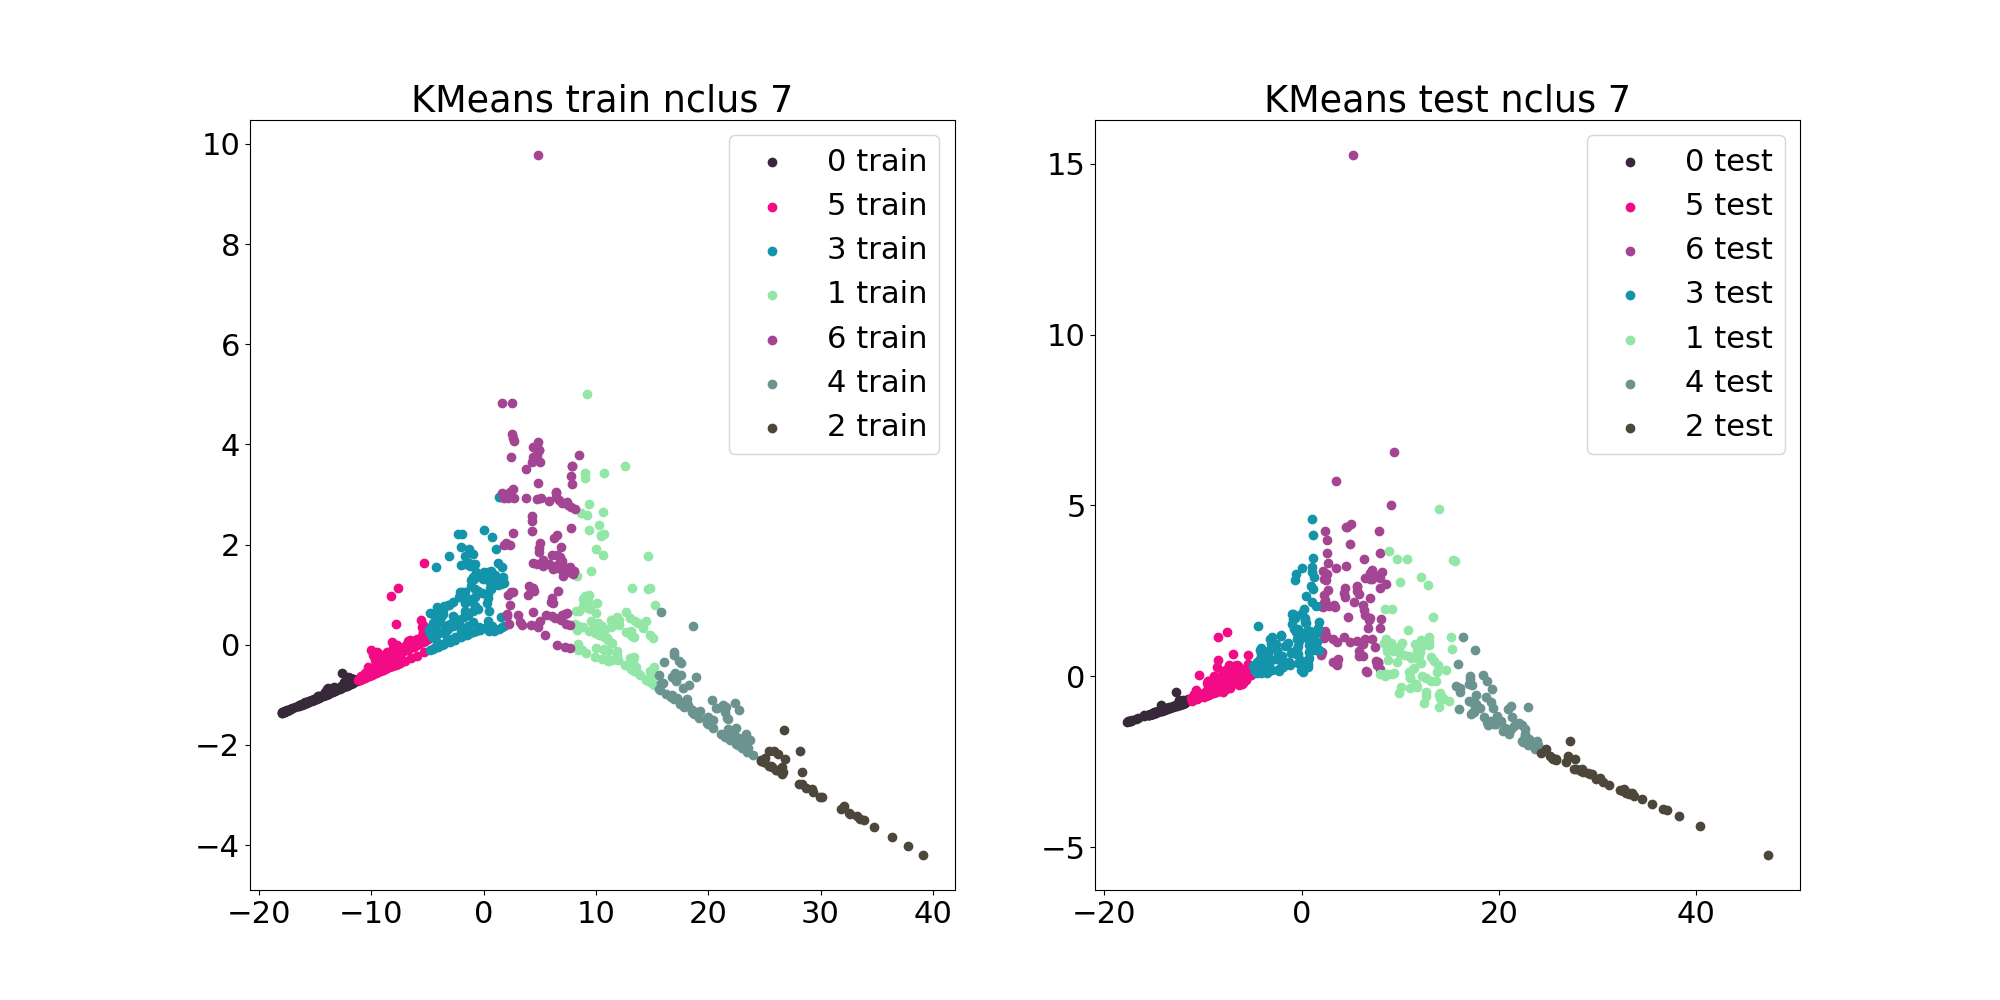 KMeans train nclus 7
10
8
6
4
2
0
−2
−4
−20 −10 0 10 20 30 40
0 train
5 train
3 train
1 train
6 train
4 train
2 train
KMeans test nclus 7
15
10
5
0
−5
−20 0 20 40
0 test
5 test
6 test
3 test
1 test
4 test
2 test